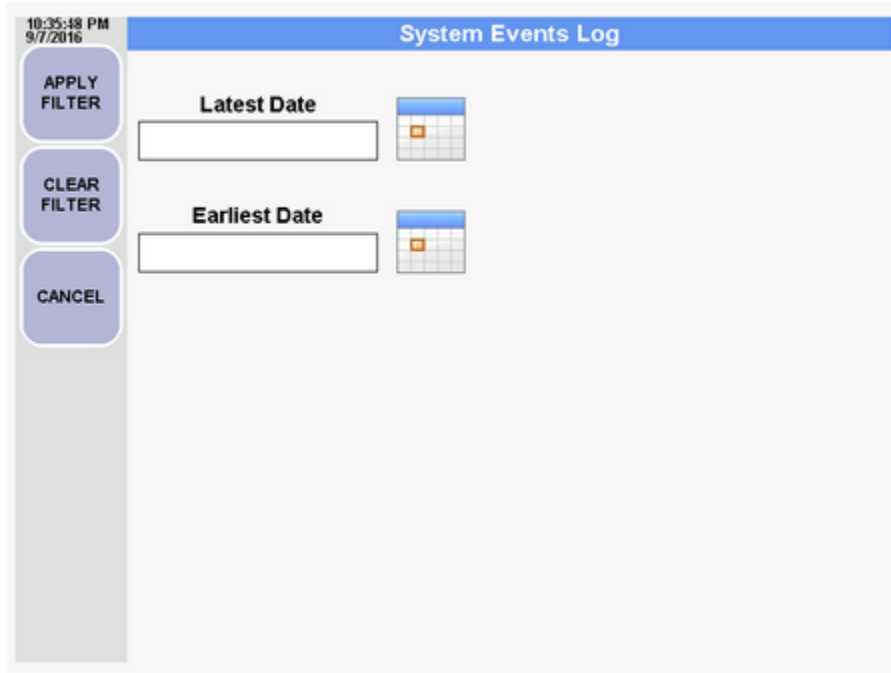 10:35:48 PM
9/7/2016
System Events Log
APPLY
FILTER
Latest Date
CLEAR
FILTER
Earliest Date
CANCEL